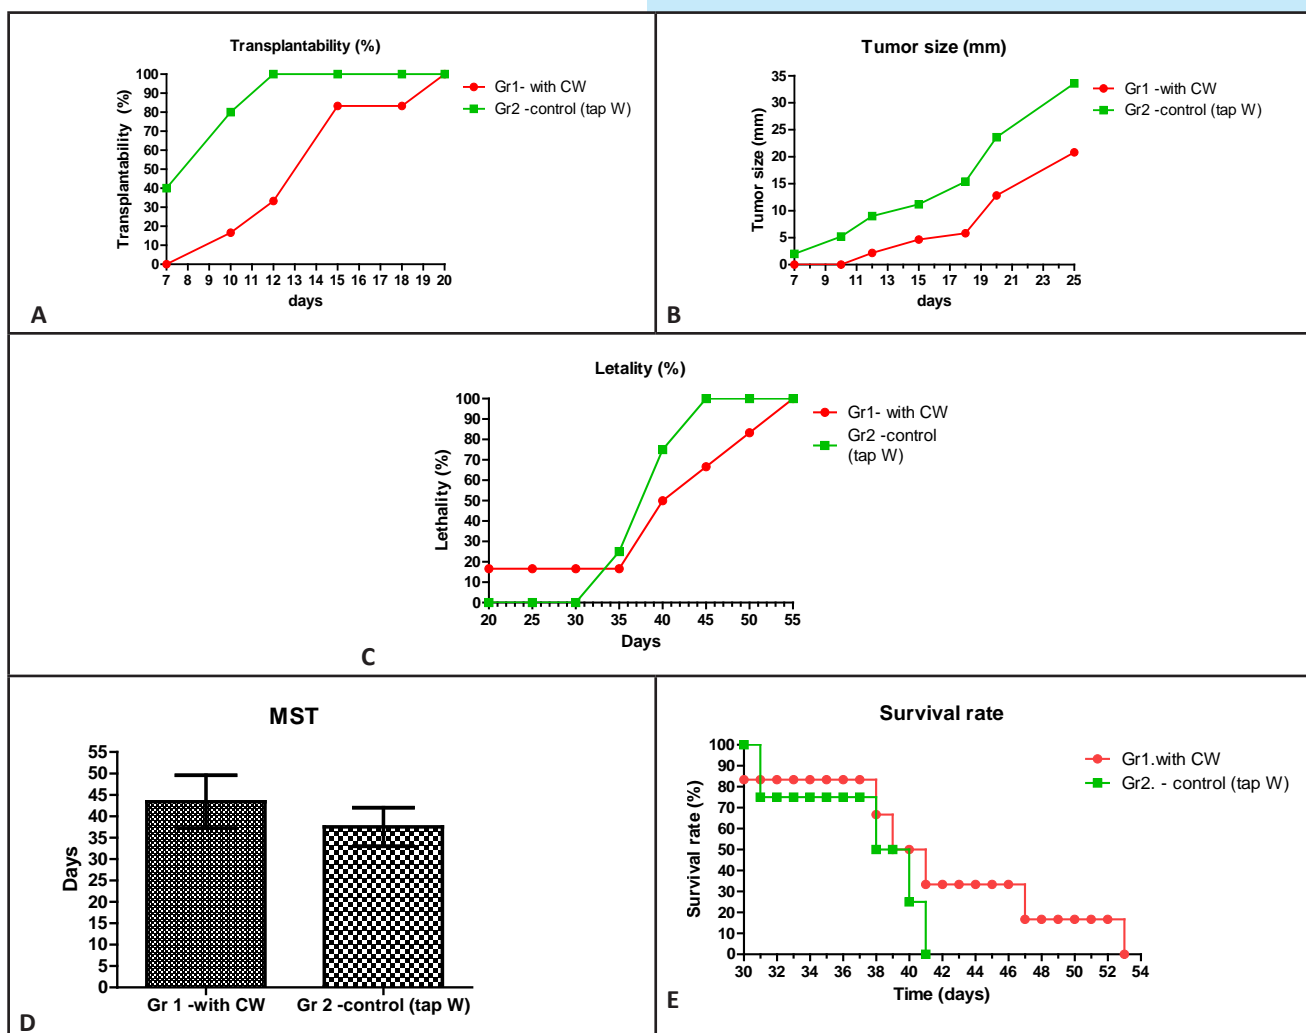 Transplantability (%)
Transplantability (%)
100
90
80
70
60
50
40
30
20
10
0
7 8 9 10 11 12 13 14 15 16 17 18 19 20
days
Gr1- with CW
Gr2 -control (tap W)
A
Tumor size (mm)
Tumor size (mm)
35
30
25
20
15
10
5
0
7 9 11 13 15 17 19 21 23 25
days
Gr1 -with CW
Gr2 -control (tap W)
B
Letality (%)
Lethality (%)
100
90
80
70
60
50
40
30
20
10
0
20 25 30 35 40 45 50 55
Days
Gr1- with CW
Gr2 -control
(tap W)
C
MST
Days
55
50
45
40
35
30
25
20
15
10
5
0
Gr 1 -with CW Gr 2 -control (tap W)
D
Survival rate
Survival rate (%)
100
90
80
70
60
50
40
30
20
10
0
30 32 34 36 38 40 42 44 46 48 50 52 54
Time (days)
Gr1.with CW
Gr2. - control (tap W)
E